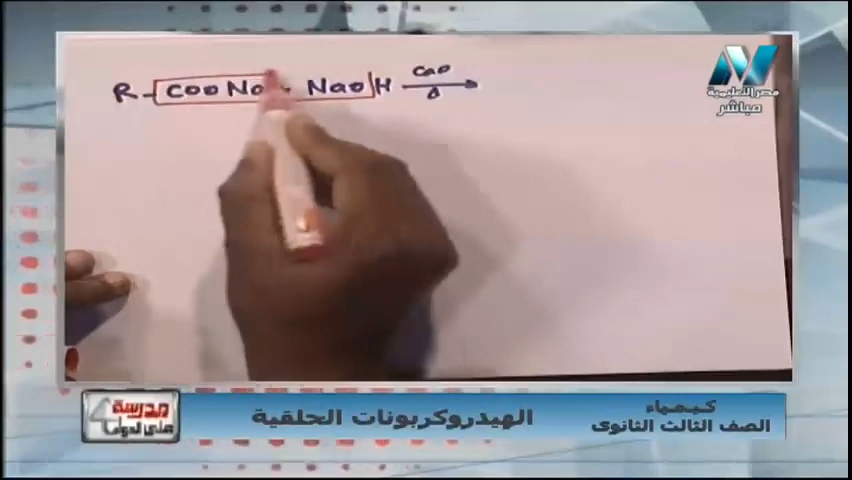 R-COONa + NaOH CaO Δ
مصر التعليمية
مباشر
مدرسة على الهواء
الهيدروكربونات الحلقية
كيمياء
الصف الثالث الثانوى